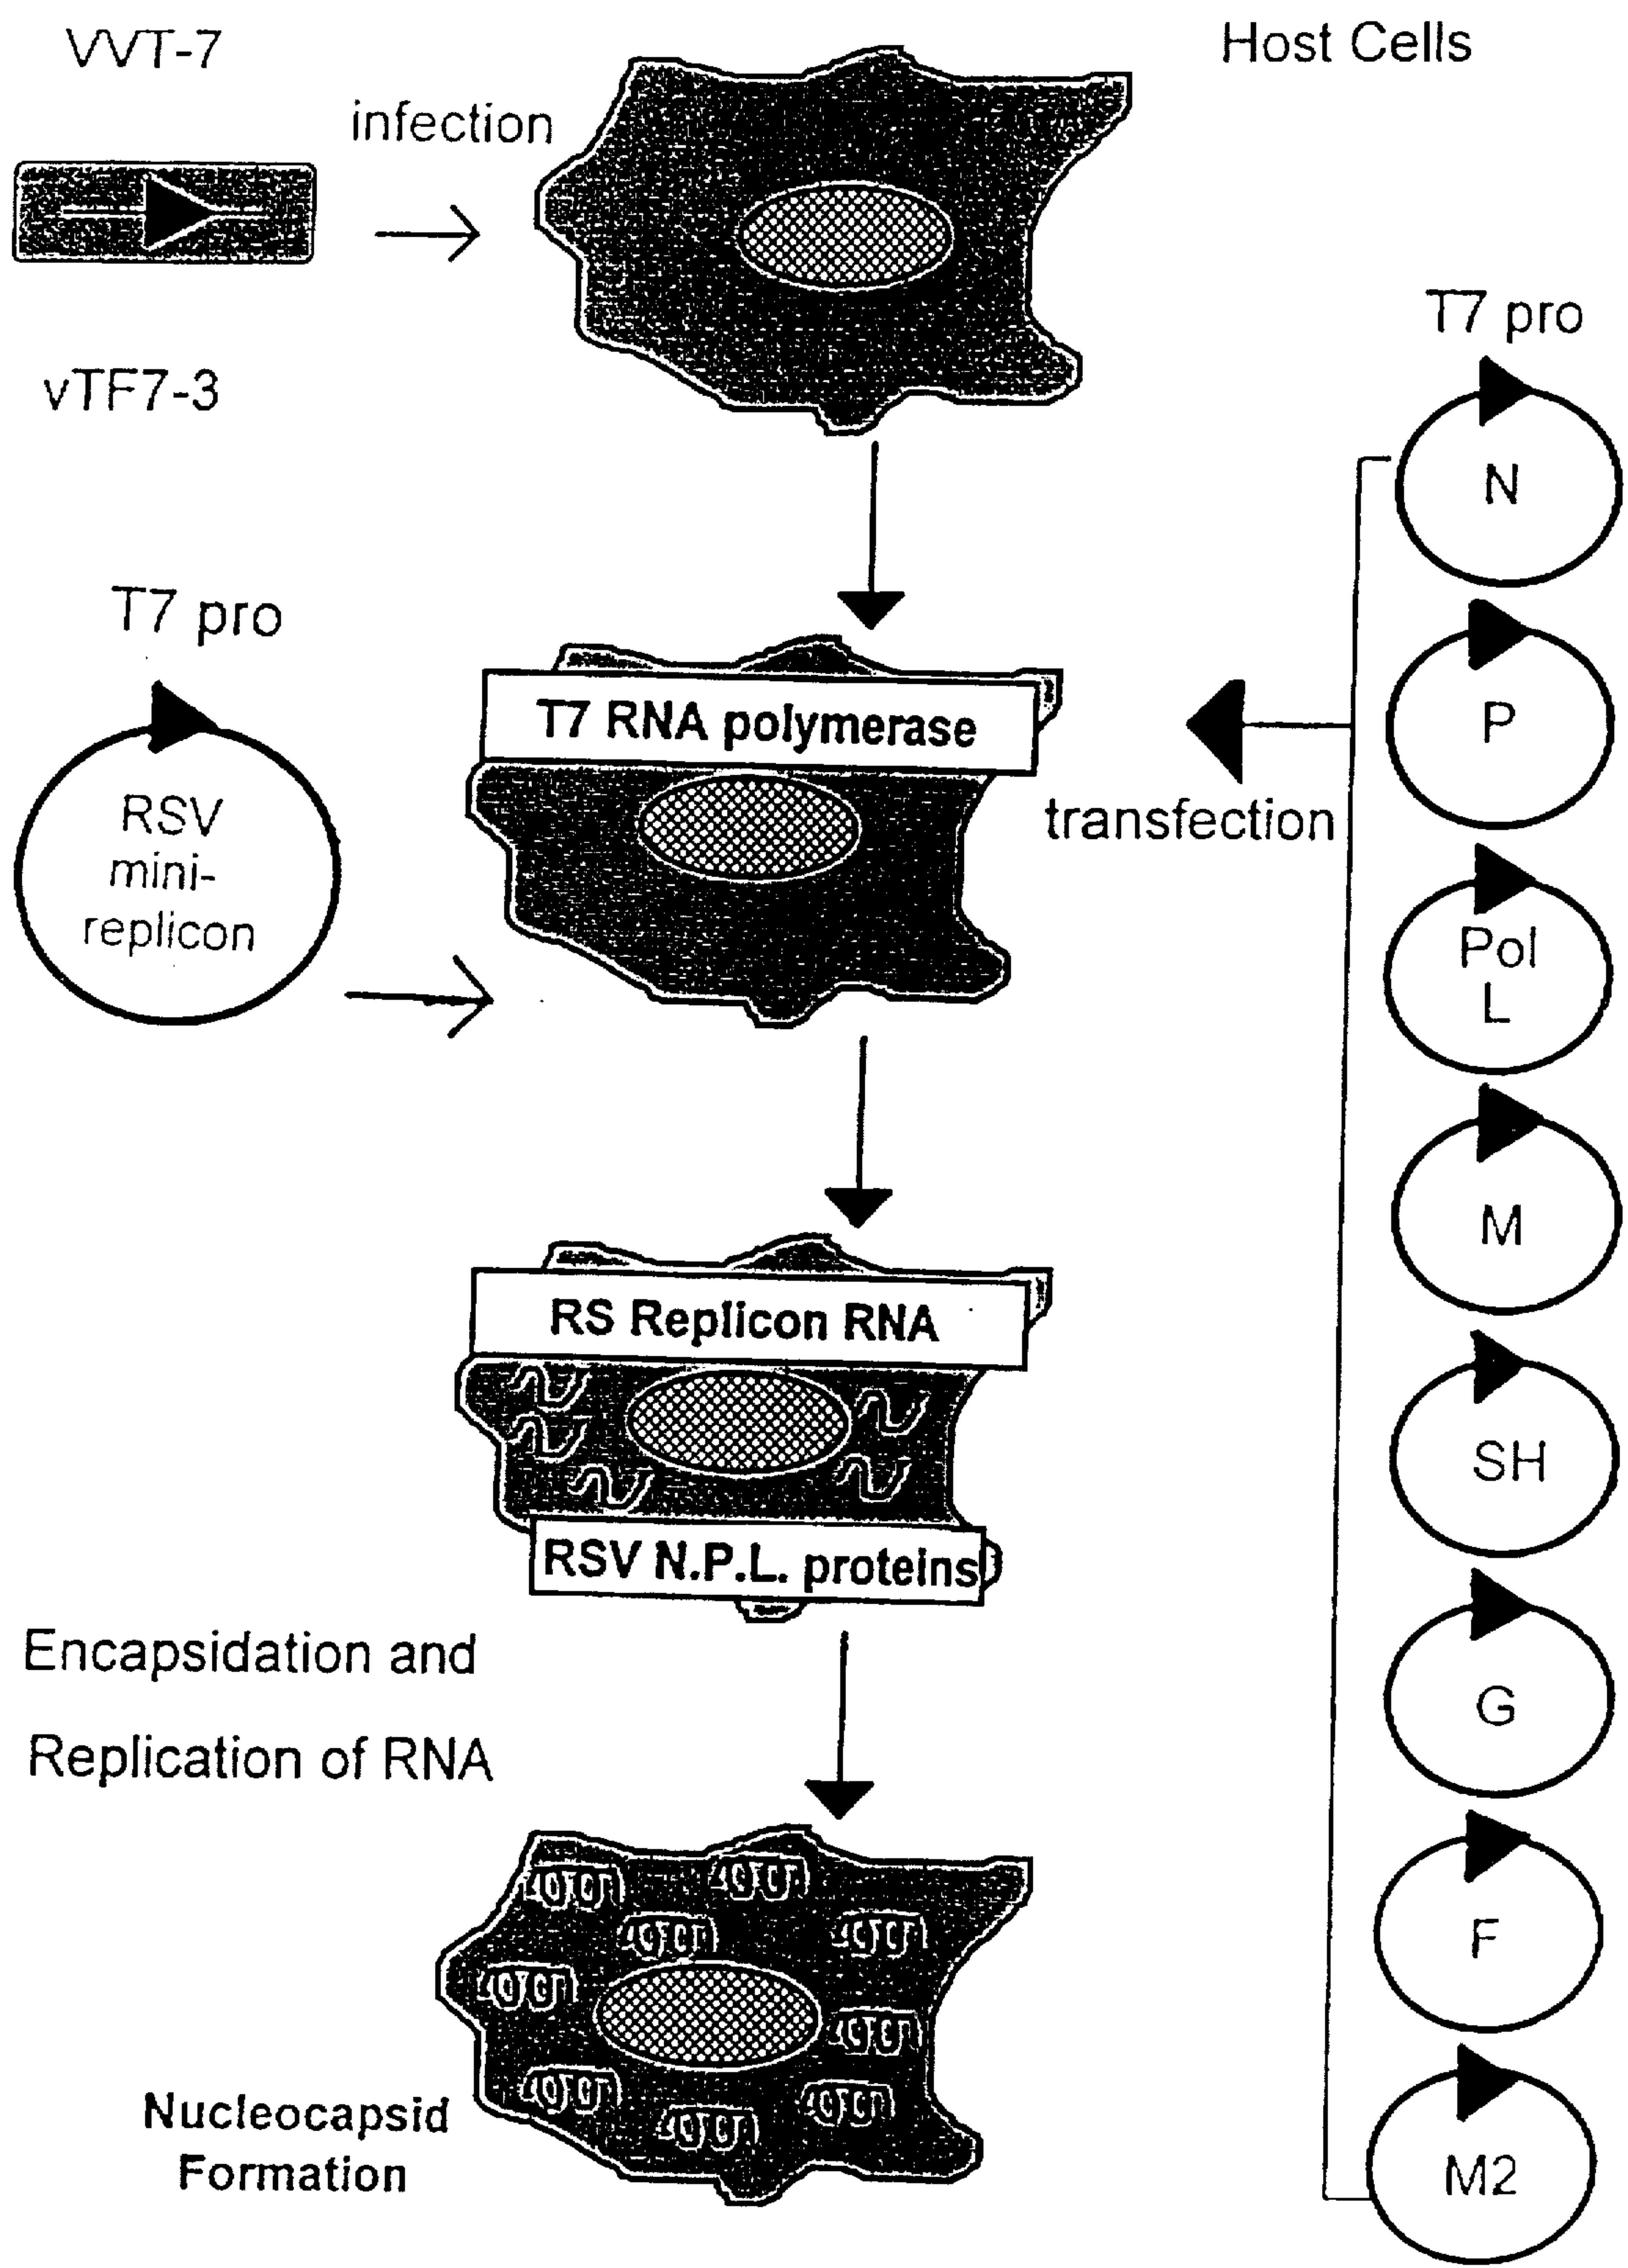 VVT-7
Host Cells
infection
vTF7-3
T7 pro
N
T7 pro
P
T7 RNA polymerase
transfection
RSV
mini-
replicon
Pol
L
M
RS Replicon RNA
SH
RSV N.P.L. proteins
Encapsidation and
Replication of RNA
G
F
Nucleocapsid
Formation
M2